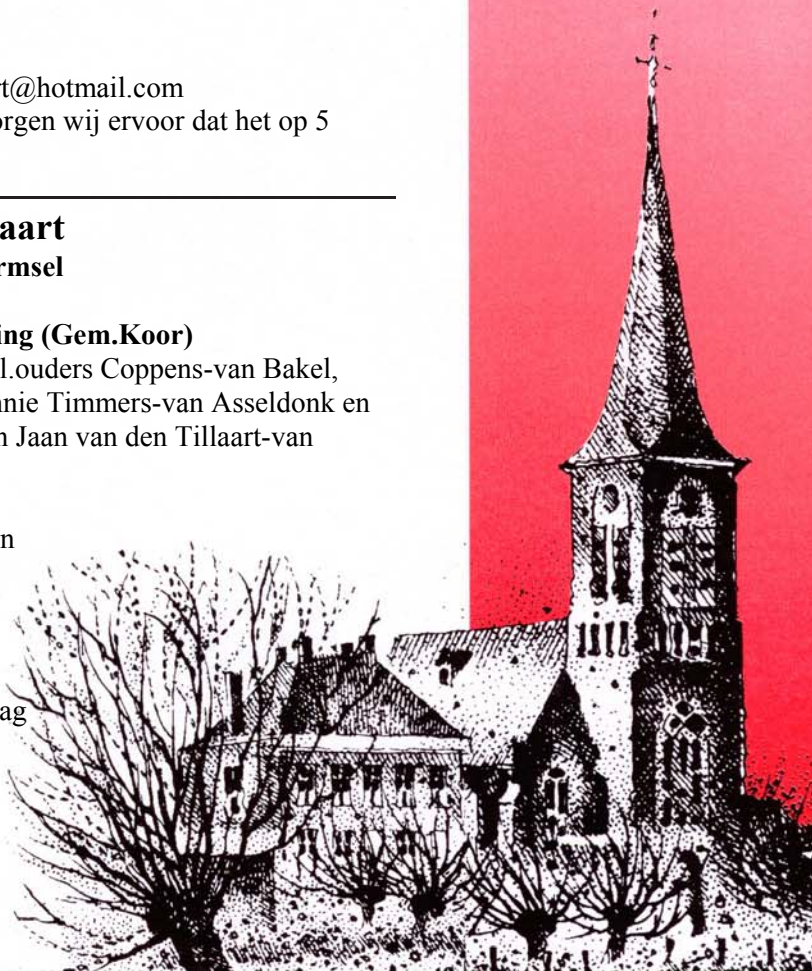 rt@hotmail.com
orgen wij ervoor dat het op 5
aart
rmsel
ing (Gem.Koor)
l.ouders Coppens-van Bakel,
nnie Timmers-van Asseldonk en
n Jaan van den Tillaart-van
n
ag